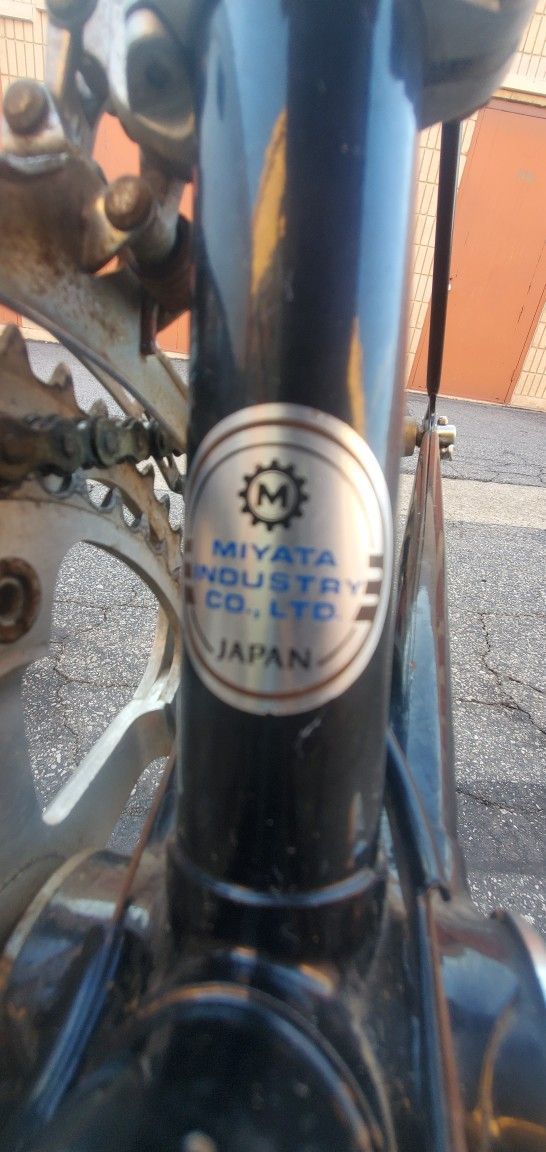 M
MIYATA
INDUSTRY
CO., LTD.
JAPAN